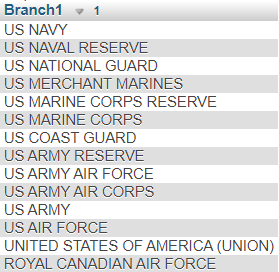 Branch1 1
US NAVY
US NAVAL RESERVE
US NATIONAL GUARD
US MERCHANT MARINES
US MARINE CORPS RESERVE
US MARINE CORPS
US COAST GUARD
US ARMY RESERVE
US ARMY AIR FORCE
US ARMY AIR CORPS
US ARMY
US AIR FORCE
UNITED STATES OF AMERICA (UNION)
ROYAL CANADIAN AIR FORCE